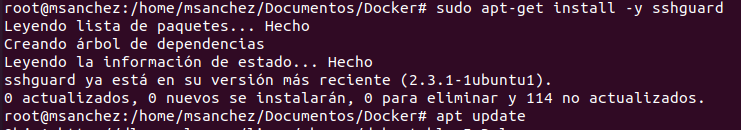 root@msanchez:/home/msanchez/Documentos/Docker# sudo apt-get install -y sshguard
Leyendo lista de paquetes... Hecho
Creando árbol de dependencias
Leyendo la información de estado... Hecho
sshguard ya está en su versión más reciente (2.3.1-1ubuntu1).
0 actualizados, 0 nuevos se instalarán, 0 para eliminar y 114 no actualizados.
root@msanchez:/home/msanchez/Documentos/Docker# apt update